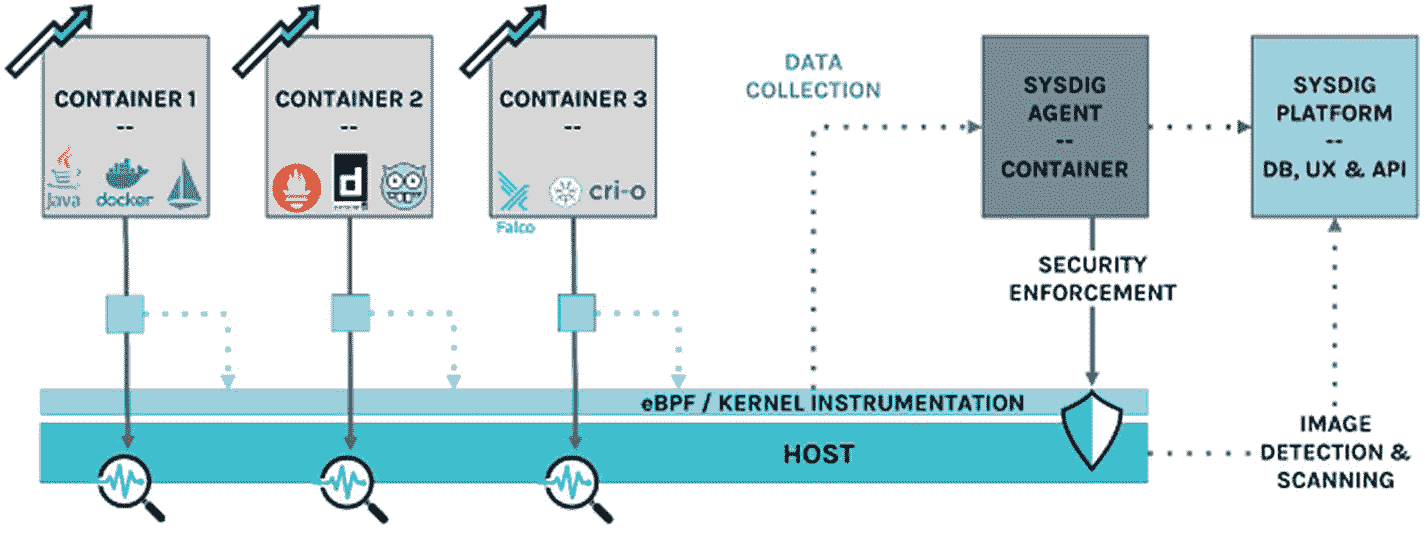 CONTAINER 1
--
Java
docker
CONTAINER 2
--
d
CONTAINER 3
--
Falco
cri-o
DATA
COLLECTION
SYSDIG
AGENT
--
CONTAINER
SYSDIG
PLATFORM
--
DB, UX & API
SECURITY
ENFORCEMENT
eBPF / KERNEL INSTRUMENTATION
HOST
IMAGE
DETECTION &
SCANNING